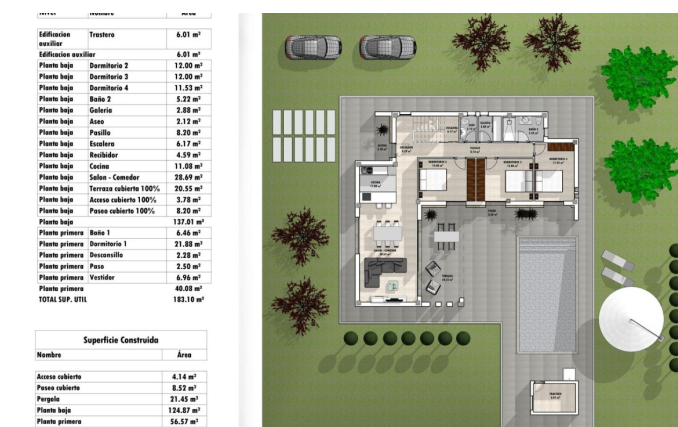 Nivel Nombre Área
Edificacion auxiliar Trastero 6.01 m²
Edificacion auxiliar 6.01 m²
Planta baja Dormitorio 2 12.00 m²
Planta baja Dormitorio 3 12.00 m²
Planta baja Dormitorio 4 11.53 m²
Planta baja Baño 2 5.22 m²
Planta baja Galeria 2.88 m²
Planta baja Aseo 2.12 m²
Planta baja Pasillo 8.20 m²
Planta baja Escalera 6.17 m²
Planta baja Recibidor 4.59 m²
Planta baja Cocina 11.08 m²
Planta baja Salon - Comedor 28.69 m²
Planta baja Terraza cubierta 100% 20.55 m²
Planta baja Acceso cubierto 100% 3.78 m²
Planta baja Paseo cubierto 100% 8.20 m²
Planta baja 137.01 m²
Planta primera Baño 1 6.46 m²
Planta primera Dormitorio 1 21.88 m²
Planta primera Descansillo 2.28 m²
Planta primera Paso 2.50 m²
Planta primera Vestidor 6.96 m²
Planta primera 40.08 m²
TOTAL SUP. UTIL 183.10 m²
Superficie Construida
Nombre Área
Acceso cubierto 4.14 m²
Paseo cubierto 8.52 m²
Pergola 21.45 m²
Planta baja 124.87 m²
Planta primera 56.57 m²